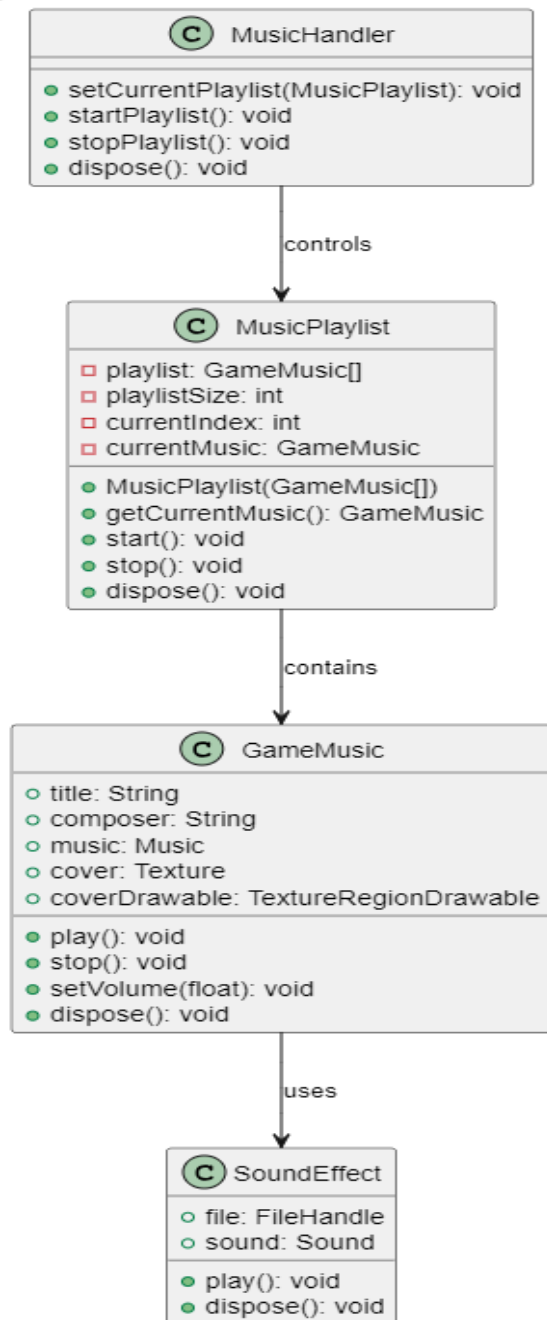 C MusicHandler
setCurrentPlaylist(MusicPlaylist): void
startPlaylist(): void
stopPlaylist(): void
dispose(): void
controls
C MusicPlaylist
playlist: GameMusic[]
playlistSize: int
currentIndex: int
currentMusic: GameMusic
MusicPlaylist(GameMusic[])
getCurrentMusic(): GameMusic
start(): void
stop(): void
dispose(): void
contains
C GameMusic
title: String
composer: String
music: Music
cover: Texture
coverDrawable: TextureRegionDrawable
play(): void
stop(): void
setVolume(float): void
dispose(): void
uses
C SoundEffect
file: FileHandle
sound: Sound
play(): void
dispose(): void